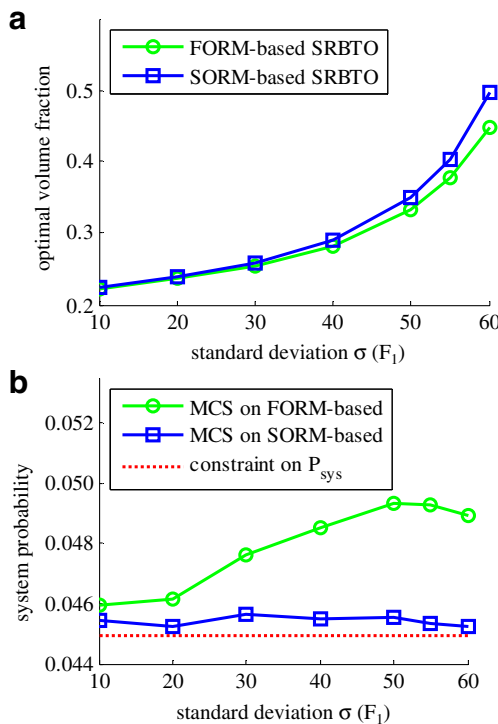 a
FORM-based SRBTO
SORM-based SRBTO
optimal volume fraction
0.5
0.4
0.3
0.2
10 20 30 40 50 60
standard deviation σ (F₁)
b
MCS on FORM-based
MCS on SORM-based
constraint on P_sys
system probability
0.052
0.050
0.048
0.046
0.044
10 20 30 40 50 60
standard deviation σ (F₁)